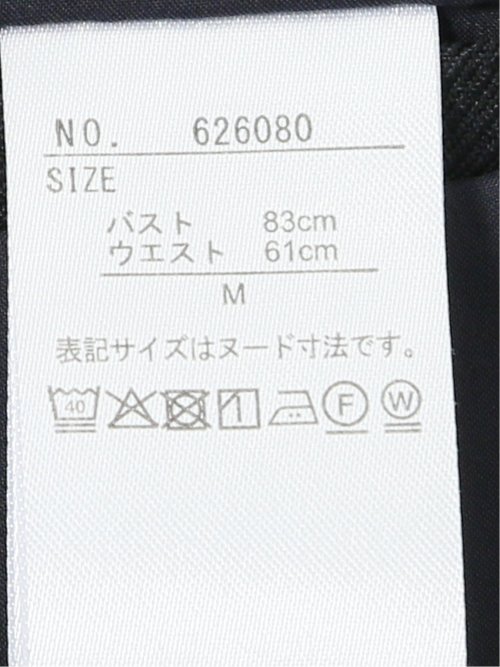 NO. 626080
SIZE
バスト 83cm
ウエスト 61cm
M
表記サイズはヌード寸法です。
40 F W